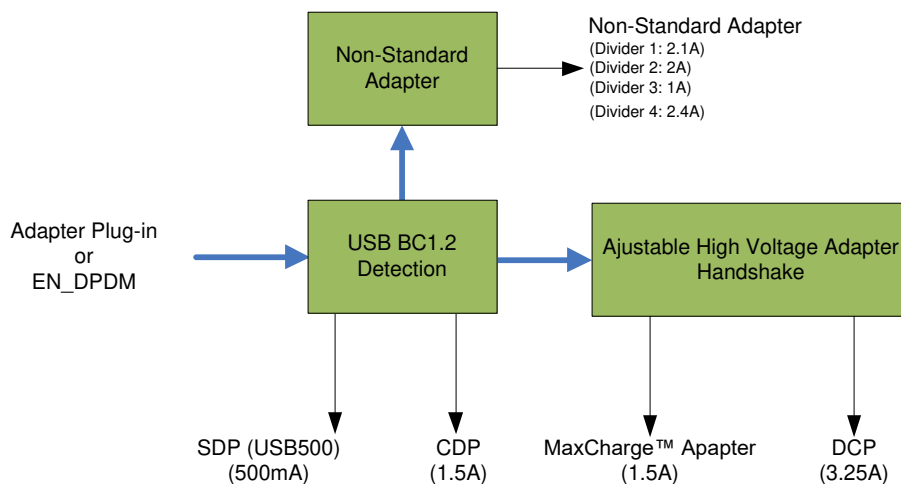 Non-Standard
Adapter
Non-Standard Adapter
(Divider 1: 2.1A)
(Divider 2: 2A)
(Divider 3: 1A)
(Divider 4: 2.4A)
Adapter Plug-in
or
EN_DPDM
USB BC1.2
Detection
Ajustable High Voltage Adapter
Handshake
SDP (USB500)
(500mA)
CDP
(1.5A)
MaxCharge™ Apapter
(1.5A)
DCP
(3.25A)